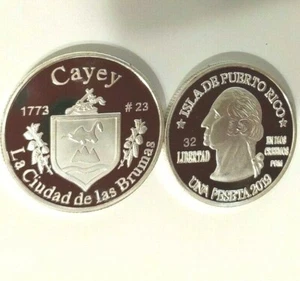 Cayey
1773
# 23
La Ciudad de las Brumas
ISLA DE PUERTO RICO
32
LIBERTAD
EN DIOS
PCM
UNA PESETA 2019